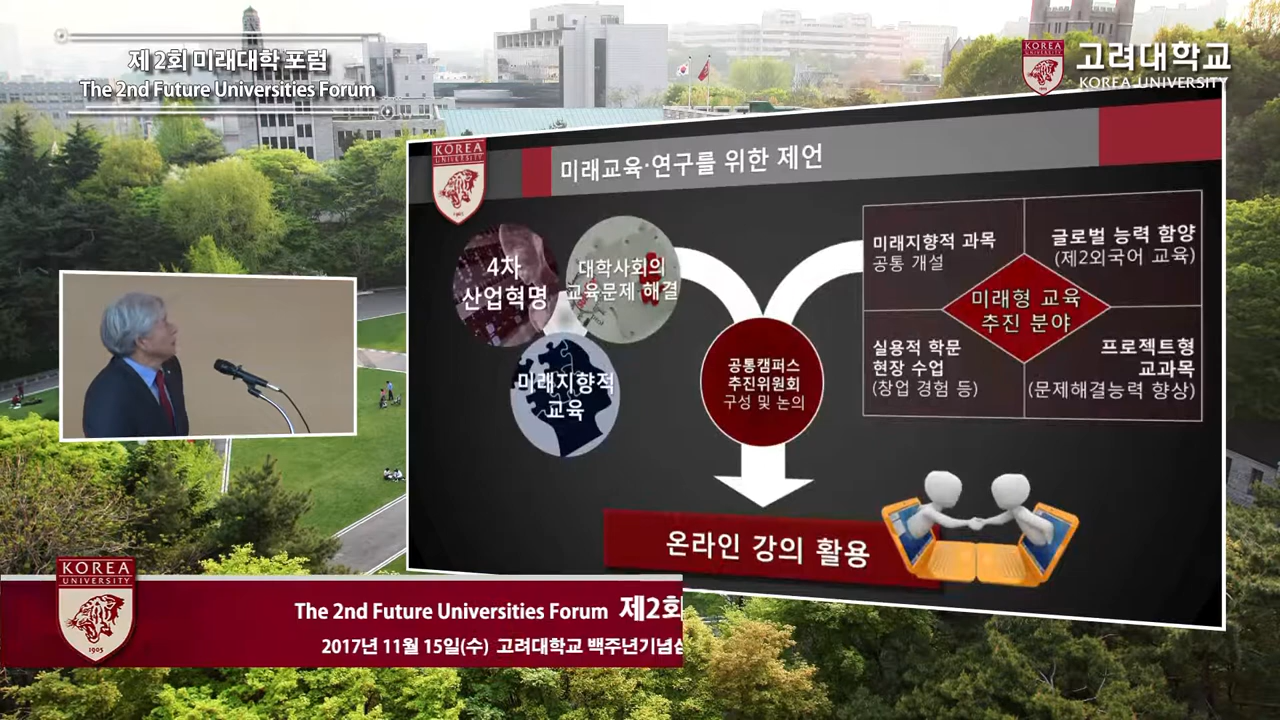 제 2회 미래대학 포럼
The 2nd Future Universities Forum
KOREA
UNIVERSITY
1905
고려대학교
KOREA UNIVERSITY
KOREA
UNIVERSITY
1905
미래교육·연구를 위한 제언
4차
산업혁명
대학사회의
교육문제 해결
미래지향적
교육
공통캠퍼스
추진위원회
구성 및 논의
미래지향적 과목
공통 개설
글로벌 능력 함양
(제2외국어 교육)
미래형 교육
추진 분야
실용적 학문
현장 수업
(창업 경험 등)
프로젝트형
교과목
(문제해결능력 향상)
온라인 강의 활용
KOREA
UNIVERSITY
1905
The 2nd Future Universities Forum 제2회
2017년 11월 15일(수) 고려대학교 백주년기념삼